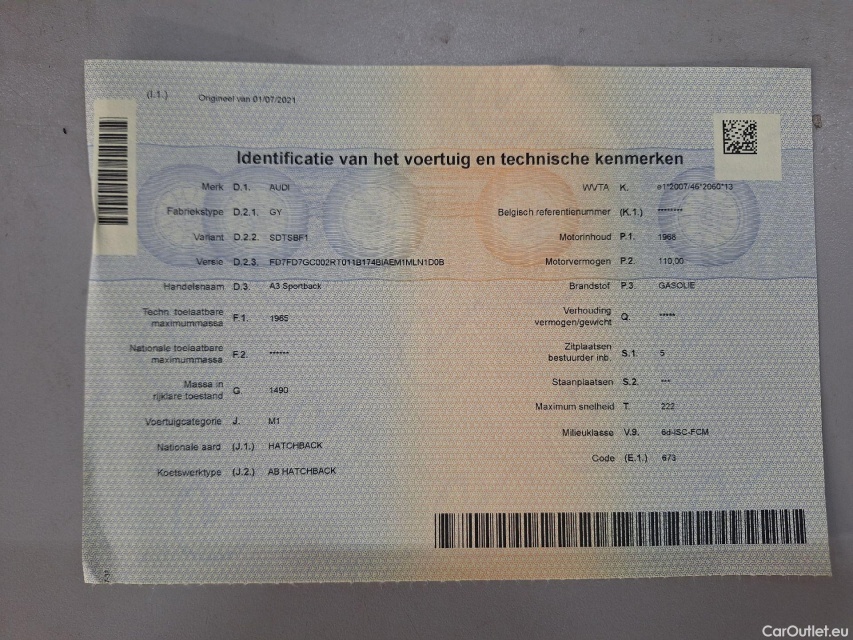 (I.1.) Origineel van 01/07/2021
Identificatie van het voertuig en technische kenmerken
Merk D.1. AUDI
Fabriekstype D.2.1. GY
Variant D.2.2. SDTSBF1
Versie D.2.3. FD7FD7GC002RT011B174BIAEM1MLN1D0B
Handelsnaam D.3. A3 Sportback
Techn. toelaatbare
maximummassa F.1. 1965
Nationale toelaatbare
maximummassa F.2. ******
Massa in
rijklare toestand G. 1490
Voertuigcategorie J. M1
Nationale aard (J.1.) HATCHBACK
Koetswerktype (J.2.) AB HATCHBACK
WVTA K. e1*2007/46*2060*13
Belgisch referentienummer (K.1.) ********
Motorinhoud P.1. 1968
Motorvermogen P.2. 110,00
Brandstof P.3. GASOLIE
Verhouding
vermogen/gewicht Q. *****
Zitplaatsen
bestuurder inb. S.1. 5
Staanplaatsen S.2. ***
Maximum snelheid T. 222
Milieuklasse V.9. 6d-ISC-FCM
Code (E.1.) 673
CarOutlet.eu